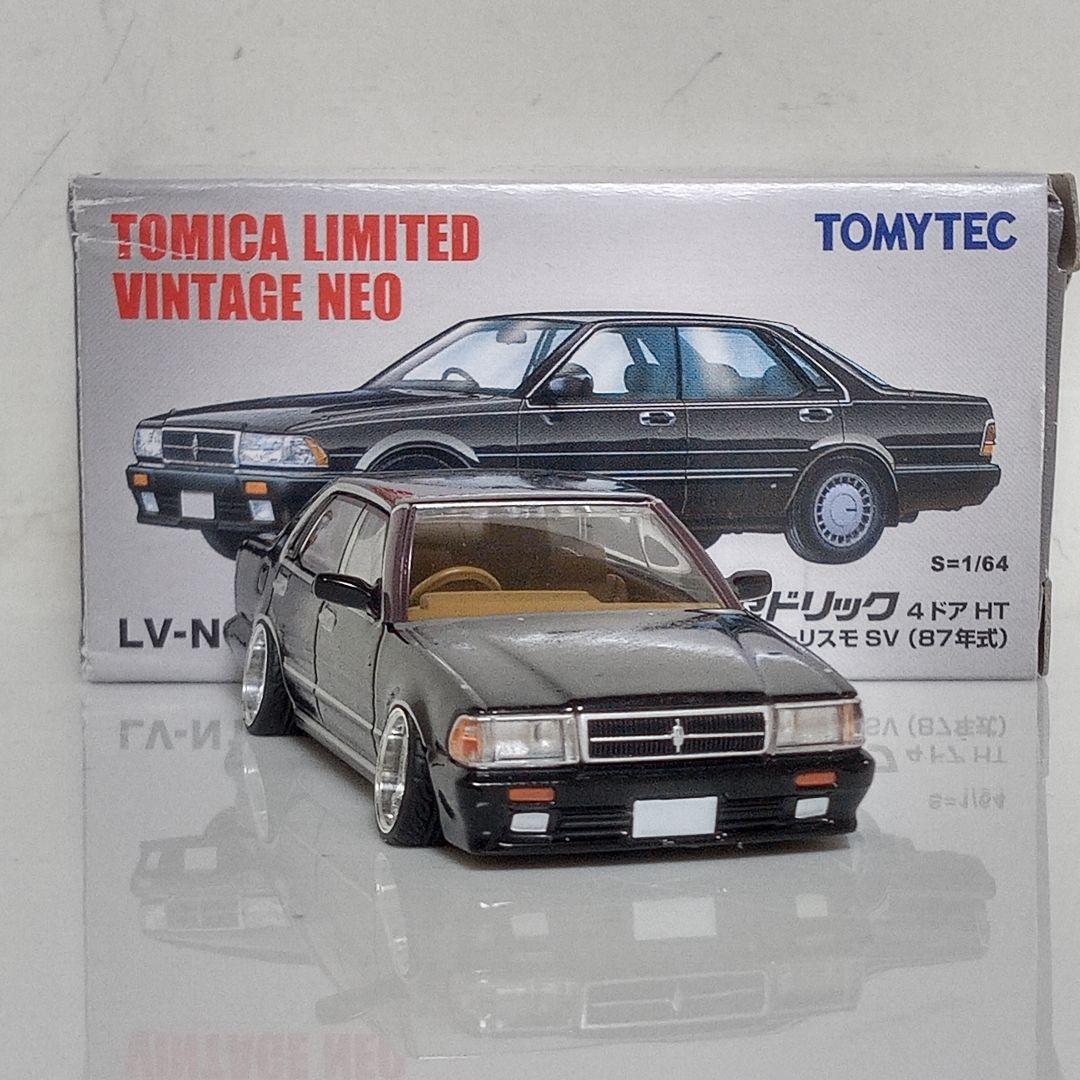 TOMICA LIMITED
VINTAGE NEO
TOMYTEC
S=1/64
LV-N
ドリック 4ドア HT
リスモ SV (87年式)